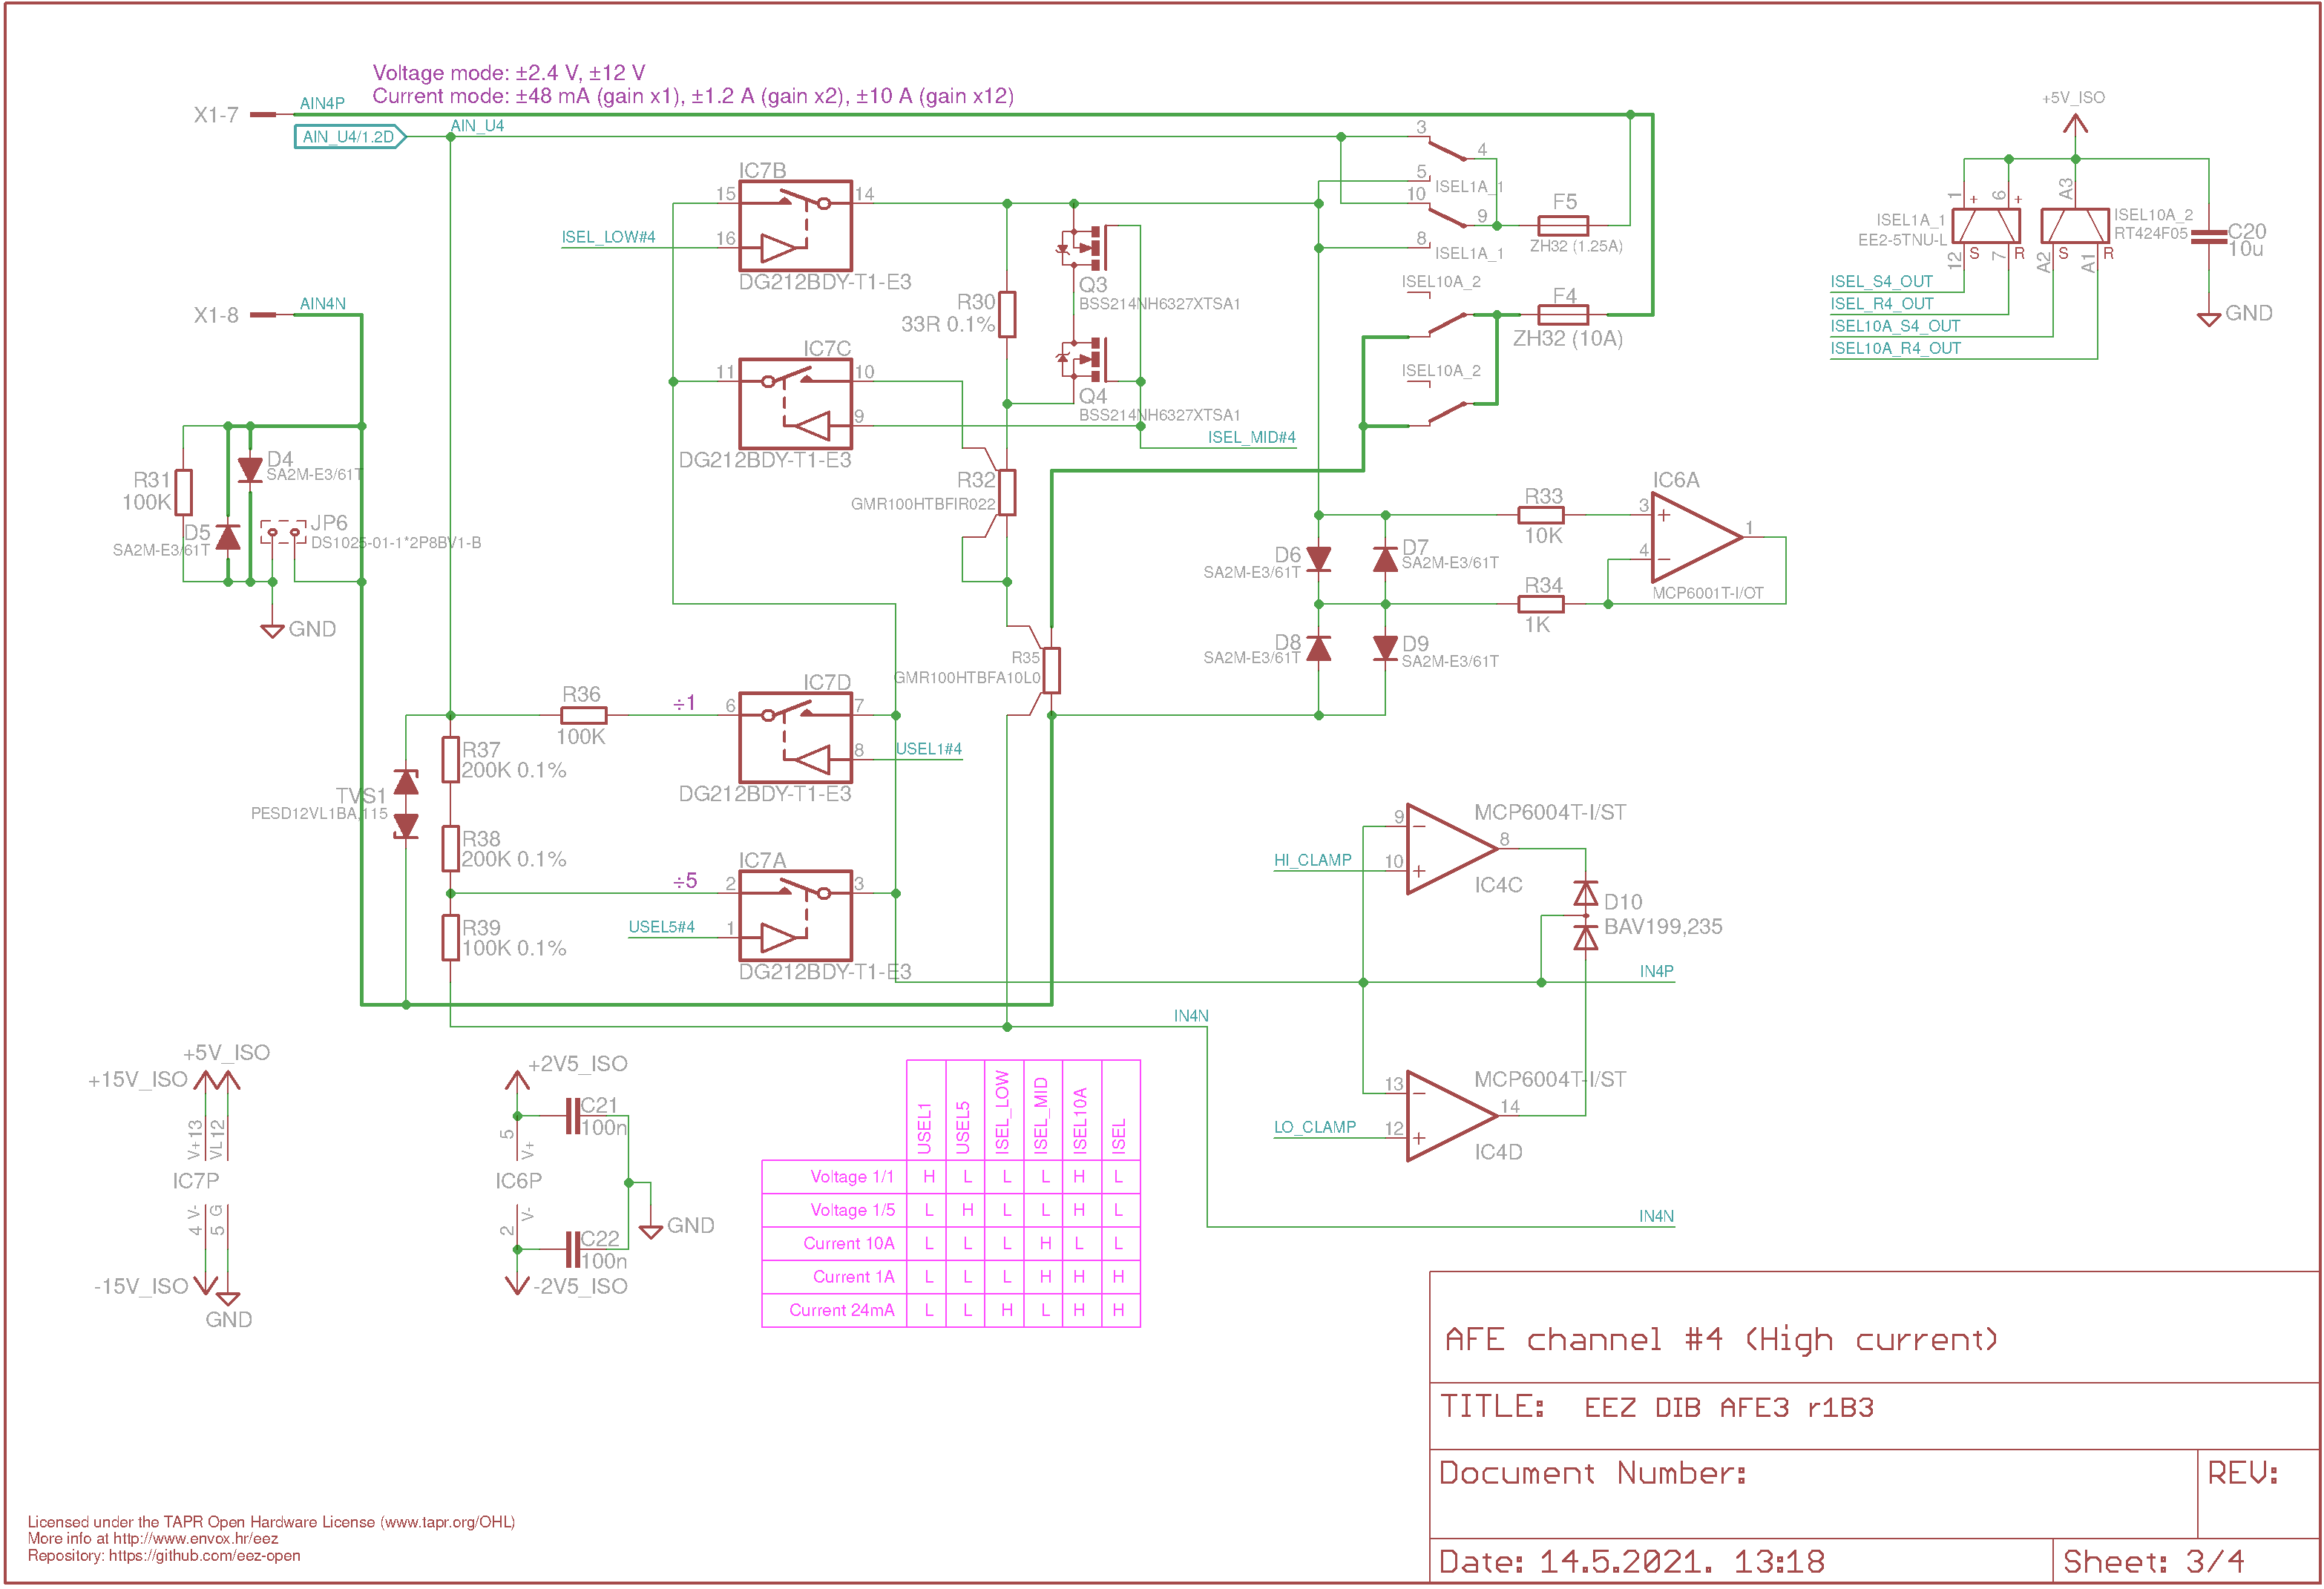 Voltage mode: ±2.4 V, ±12 V
Current mode: ±48 mA (gain x1), ±1.2 A (gain x2), ±10 A (gain x12)
X1-7
AIN4P
AIN_U4/1.2D
AIN_U4
IC7B
15
14
16
ISEL_LOW#4
DG212BDY-T1-E3
3
4
5
10
ISEL1A_1
9
8
ISEL1A_1
F5
ZH32 (1.25A)
+5V_ISO
1
6
A3
+
+
ISEL1A_1
EE2-5TNU-L
ISEL10A_2
RT424F05
C20
10u
12
S
7
R
A2
S
A1
R
ISEL_S4_OUT
ISEL_R4_OUT
ISEL10A_S4_OUT
ISEL10A_R4_OUT
GND
X1-8
AIN4N
R30
33R 0.1%
Q3
BSS214NH6327XTSA1
Q4
BSS214NH6327XTSA1
ISEL10A_2
F4
ZH32 (10A)
ISEL10A_2
IC7C
11
10
9
DG212BDY-T1-E3
ISEL_MID#4
R31
100K
D4
SA2M-E3/61T
D5
SA2M-E3/61T
JP6
DS1025-01-1*2P8BV1-B
GND
R32
GMR100HTBFIR022
R33
10K
IC6A
3
+
1
4
−
MCP6001T-I/OT
R34
1K
D6
SA2M-E3/61T
D7
SA2M-E3/61T
D8
SA2M-E3/61T
D9
SA2M-E3/61T
R35
GMR100HTBFA10L0
R36
100K
÷1
IC7D
6
7
8
USEL1#4
DG212BDY-T1-E3
R37
200K 0.1%
TVS1
PESD12VL1BA,115
R38
200K 0.1%
÷5
IC7A
2
3
1
USEL5#4
DG212BDY-T1-E3
R39
100K 0.1%
MCP6004T-I/ST
9
−
8
HI_CLAMP
10
+
IC4C
D10
BAV199,235
IN4P
IN4N
MCP6004T-I/ST
13
−
14
LO_CLAMP
12
+
IC4D
IN4N
+5V_ISO
+15V_ISO
V+ 13
VL 12
IC7P
4 V-
5 G
-15V_ISO
GND
+2V5_ISO
C21
100n
5
V+
IC6P
2
V-
C22
100n
-2V5_ISO
GND
USEL1 USEL5 ISEL_LOW ISEL_MID ISEL10A ISEL
Voltage 1/1 H L L L H L
Voltage 1/5 L H L L H L
Current 10A L L L H L L
Current 1A L L L H H H
Current 24mA L L H L H H
AFE channel #4 (High current)
TITLE: EEZ DIB AFE3 r1B3
Document Number:
REV:
Date: 14.5.2021. 13:18
Sheet: 3/4
Licensed under the TAPR Open Hardware License (www.tapr.org/OHL)
More info at http://www.envox.hr/eez
Repository: https://github.com/eez-open